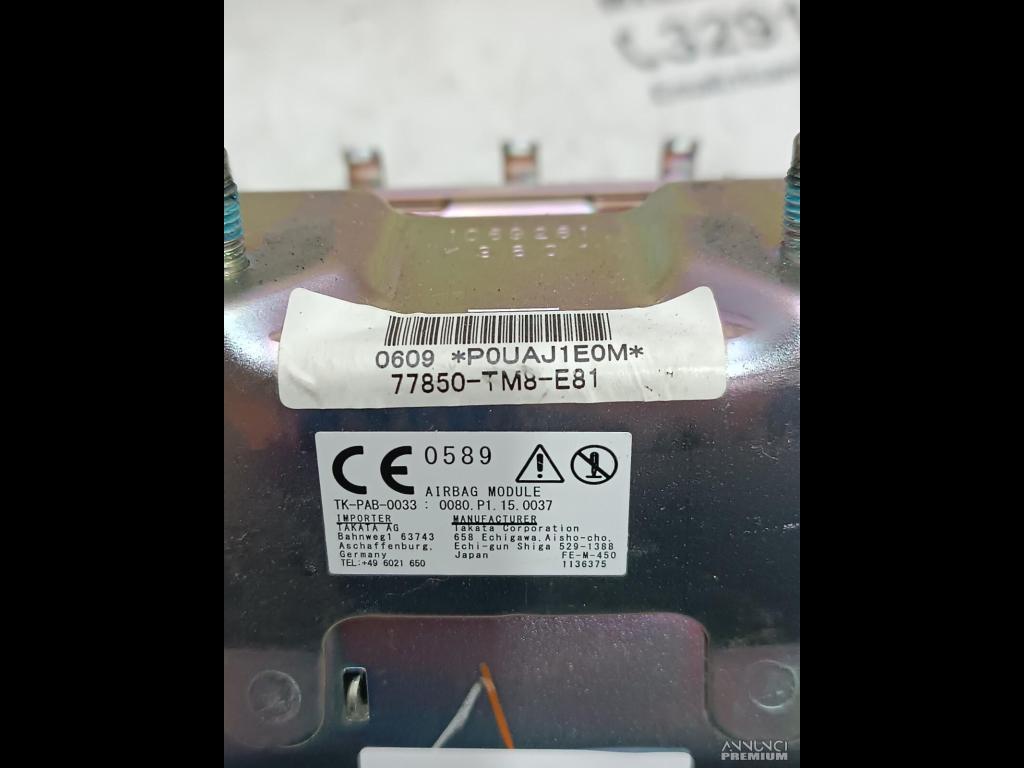 3291
0609 *P0UAJ1E0M*
77850-TM8-E81
CE 0589
AIRBAG MODULE
TK-PAB-0033 : 0080.P1.15.0037
IMPORTER
TAKATA AG
Bahnweg1 63743
Aschaffenburg,
Germany
TEL:+49 6021 650
MANUFACTURER
Takata Corporation
658 Echigawa,Aisho-cho,
Echi-gun Shiga 529-1388
Japan
FE-M-450
1136375
ANNUNCI
PREMIUM